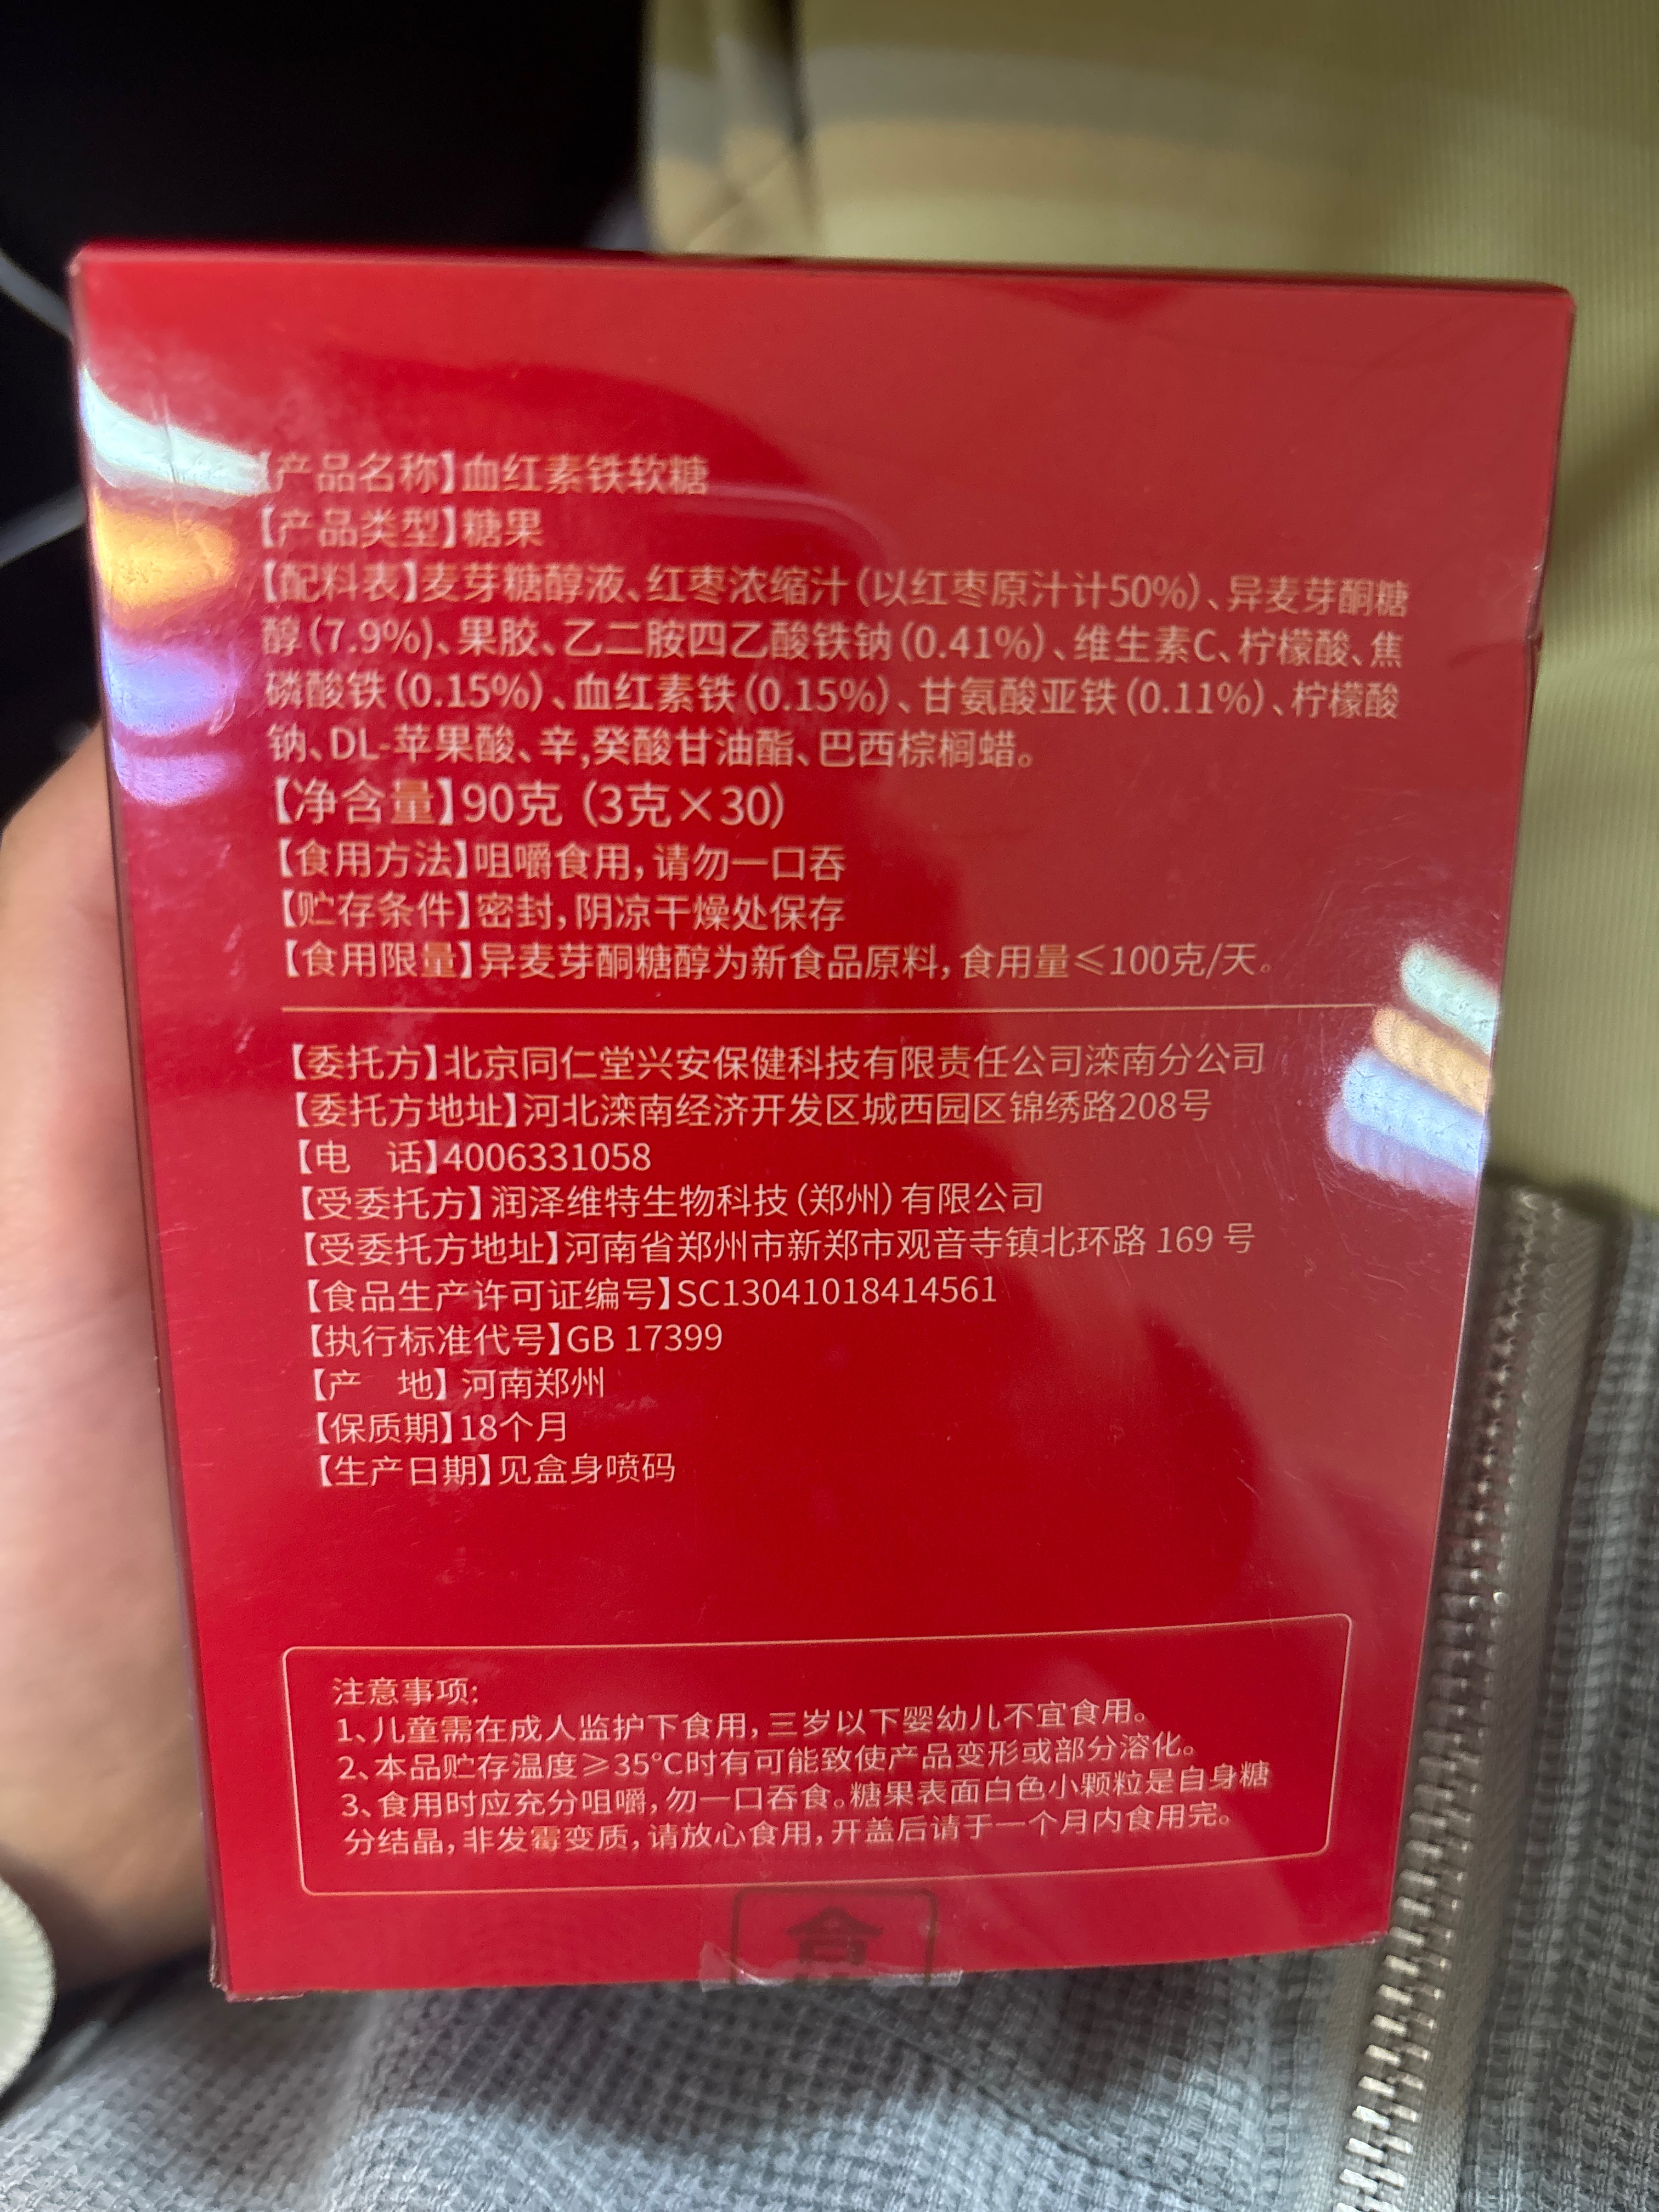 【产品名称】血红素铁软糖
【产品类型】糖果
【配料表】麦芽糖醇液、红枣浓缩汁(以红枣原汁计50%)、异麦芽酮糖
醇(7.9%)、果胶、乙二胺四乙酸铁钠(0.41%)、维生素C、柠檬酸、焦
磷酸铁(0.15%)、血红素铁(0.15%)、甘氨酸亚铁(0.11%)、柠檬酸
钠、DL-苹果酸、辛,癸酸甘油酯、巴西棕榈蜡。
【净含量】90克 (3克×30)
【食用方法】咀嚼食用,请勿一口吞
【贮存条件】密封,阴凉干燥处保存
【食用限量】异麦芽酮糖醇为新食品原料,食用量≤100克/天。
【委托方】北京同仁堂兴安保健科技有限责任公司滦南分公司
【委托方地址】河北滦南经济开发区城西园区锦绣路208号
【电 话】4006331058
【受委托方】润泽维特生物科技(郑州)有限公司
【受委托方地址】河南省郑州市新郑市观音寺镇北环路 169 号
【食品生产许可证编号】SC13041018414561
【执行标准代号】GB 17399
【产 地】河南郑州
【保质期】18个月
【生产日期】见盒身喷码
注意事项:
1、儿童需在成人监护下食用,三岁以下婴幼儿不宜食用。
2、本品贮存温度≥35℃时有可能致使产品变形或部分溶化。
3、食用时应充分咀嚼,勿一口吞食。糖果表面白色小颗粒是自身糖
分结晶,非发霉变质,请放心食用,开盖后请于一个月内食用完。